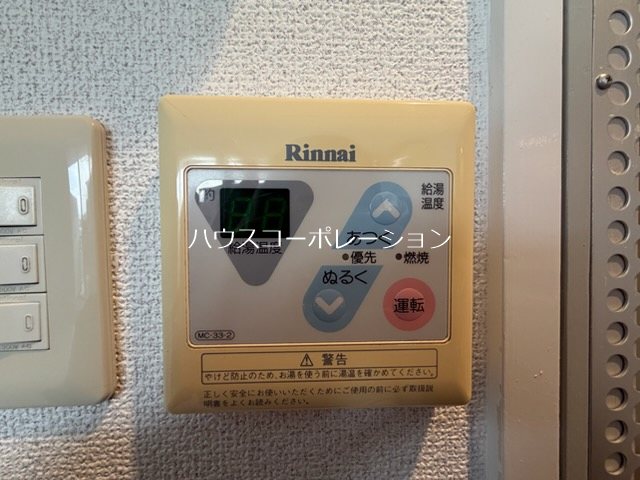 Rinnai
給湯
温度
あつく
ハウスコーポレーション
給湯温度
優先
燃焼
ぬるく
運転
MC-33-2
警告
やけど防止のため、お湯を使う前に湯温を確かめてください。
正しく安全にお使いいただくためにご使用の前に必ず取扱説
明書をよくお読みください。